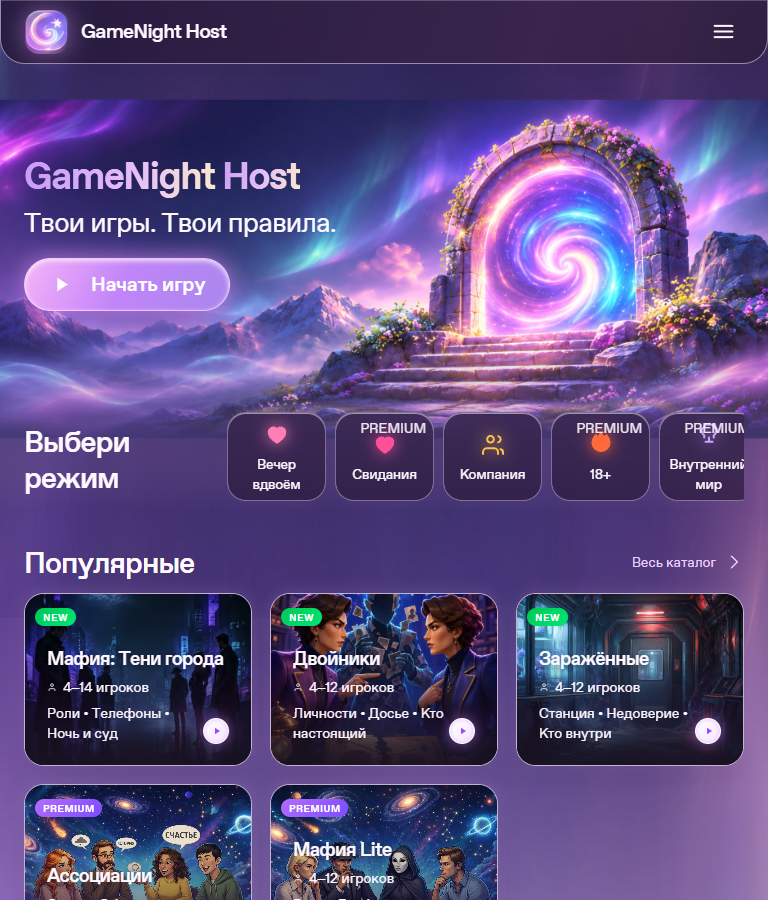 GameNight Host
GameNight Host
Твои игры. Твои правила.
Начать игру
Выбери
режим
Вечер
вдвоём
PREMIUM
Свидания
Компания
PREMIUM
18+
PREMIUM
Внутренний
мир
Популярные
Весь каталог
NEW
Мафия: Тени города
4–14 игроков
Роли • Телефоны •
Ночь и суд
NEW
Двойники
4–12 игроков
Личности • Досье • Кто
настоящий
NEW
Заражённые
4–12 игроков
Станция • Недоверие •
Кто внутри
PREMIUM
СЧАСТЬЕ
Ассоциации
PREMIUM
Мафия Lite
4–12 игроков